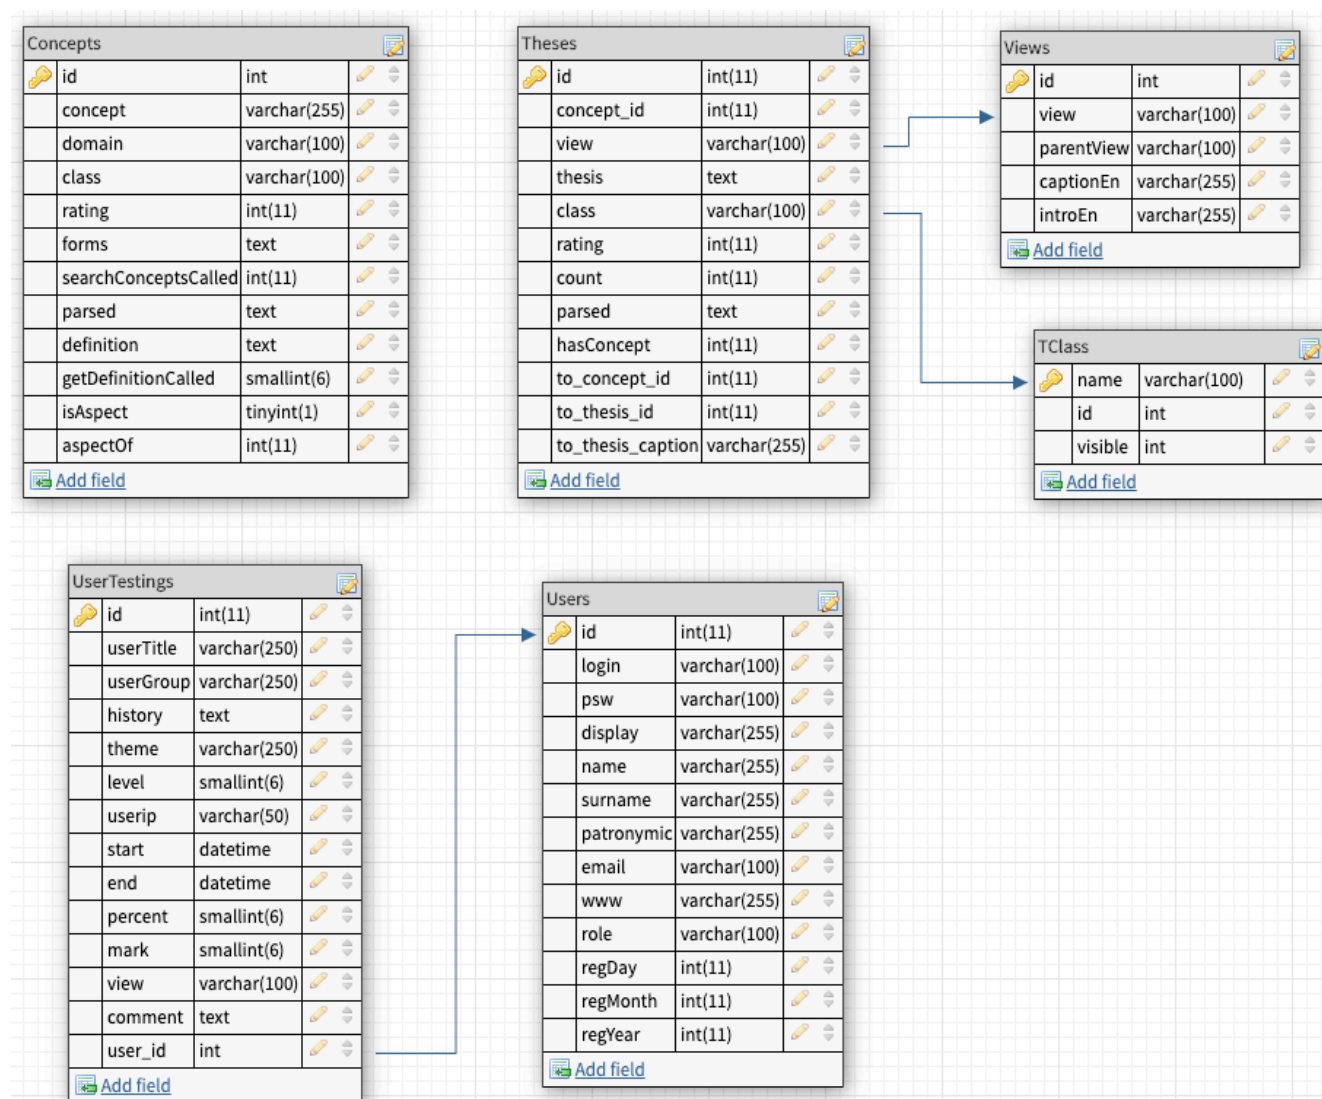 Concepts
id int
concept varchar(255)
domain varchar(100)
class varchar(100)
rating int(11)
forms text
searchConceptsCalled int(11)
parsed text
definition text
getDefinitionCalled smallint(6)
isAspect tinyint(1)
aspectOf int(11)
Add field
Theses
id int(11)
concept_id int(11)
view varchar(100)
thesis text
class varchar(100)
rating int(11)
count int(11)
parsed text
hasConcept int(11)
to_concept_id int(11)
to_thesis_id int(11)
to_thesis_caption varchar(255)
Add field
Views
id int
view varchar(100)
parentView varchar(100)
captionEn varchar(255)
introEn varchar(255)
Add field
TClass
name varchar(100)
id int
visible int
Add field
UserTestings
id int(11)
userTitle varchar(250)
userGroup varchar(250)
history text
theme varchar(250)
level smallint(6)
userip varchar(50)
start datetime
end datetime
percent smallint(6)
mark smallint(6)
view varchar(100)
comment text
user_id int
Add field
Users
id int(11)
login varchar(100)
psw varchar(100)
display varchar(255)
name varchar(255)
surname varchar(255)
patronymic varchar(255)
email varchar(100)
www varchar(255)
role varchar(100)
regDay int(11)
regMonth int(11)
regYear int(11)
Add field